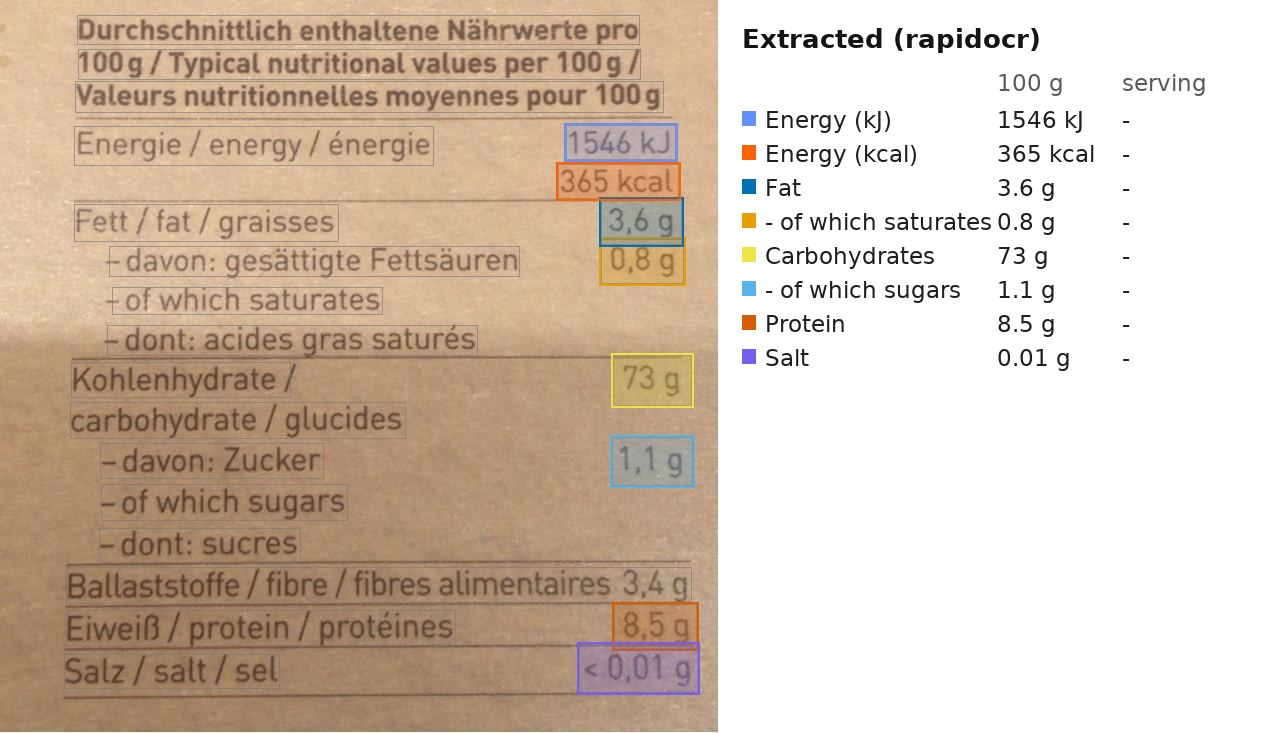 Durchschnittlich enthaltene Nährwerte pro
100 g / Typical nutritional values per 100 g /
Valeurs nutritionnelles moyennes pour 100 g
Energie / energy / énergie 1546 kJ
365 kcal
Fett / fat / graisses 3,6 g
– davon: gesättigte Fettsäuren 0,8 g
– of which saturates
– dont: acides gras saturés
Kohlenhydrate / 73 g
carbohydrate / glucides
– davon: Zucker 1,1 g
– of which sugars
– dont: sucres
Ballaststoffe / fibre / fibres alimentaires 3,4 g
Eiweiß / protein / protéines 8,5 g
Salz / salt / sel < 0,01 g
Extracted (rapidocr)
100 g serving
Energy (kJ) 1546 kJ -
Energy (kcal) 365 kcal -
Fat 3.6 g -
- of which saturates 0.8 g -
Carbohydrates 73 g -
- of which sugars 1.1 g -
Protein 8.5 g -
Salt 0.01 g -